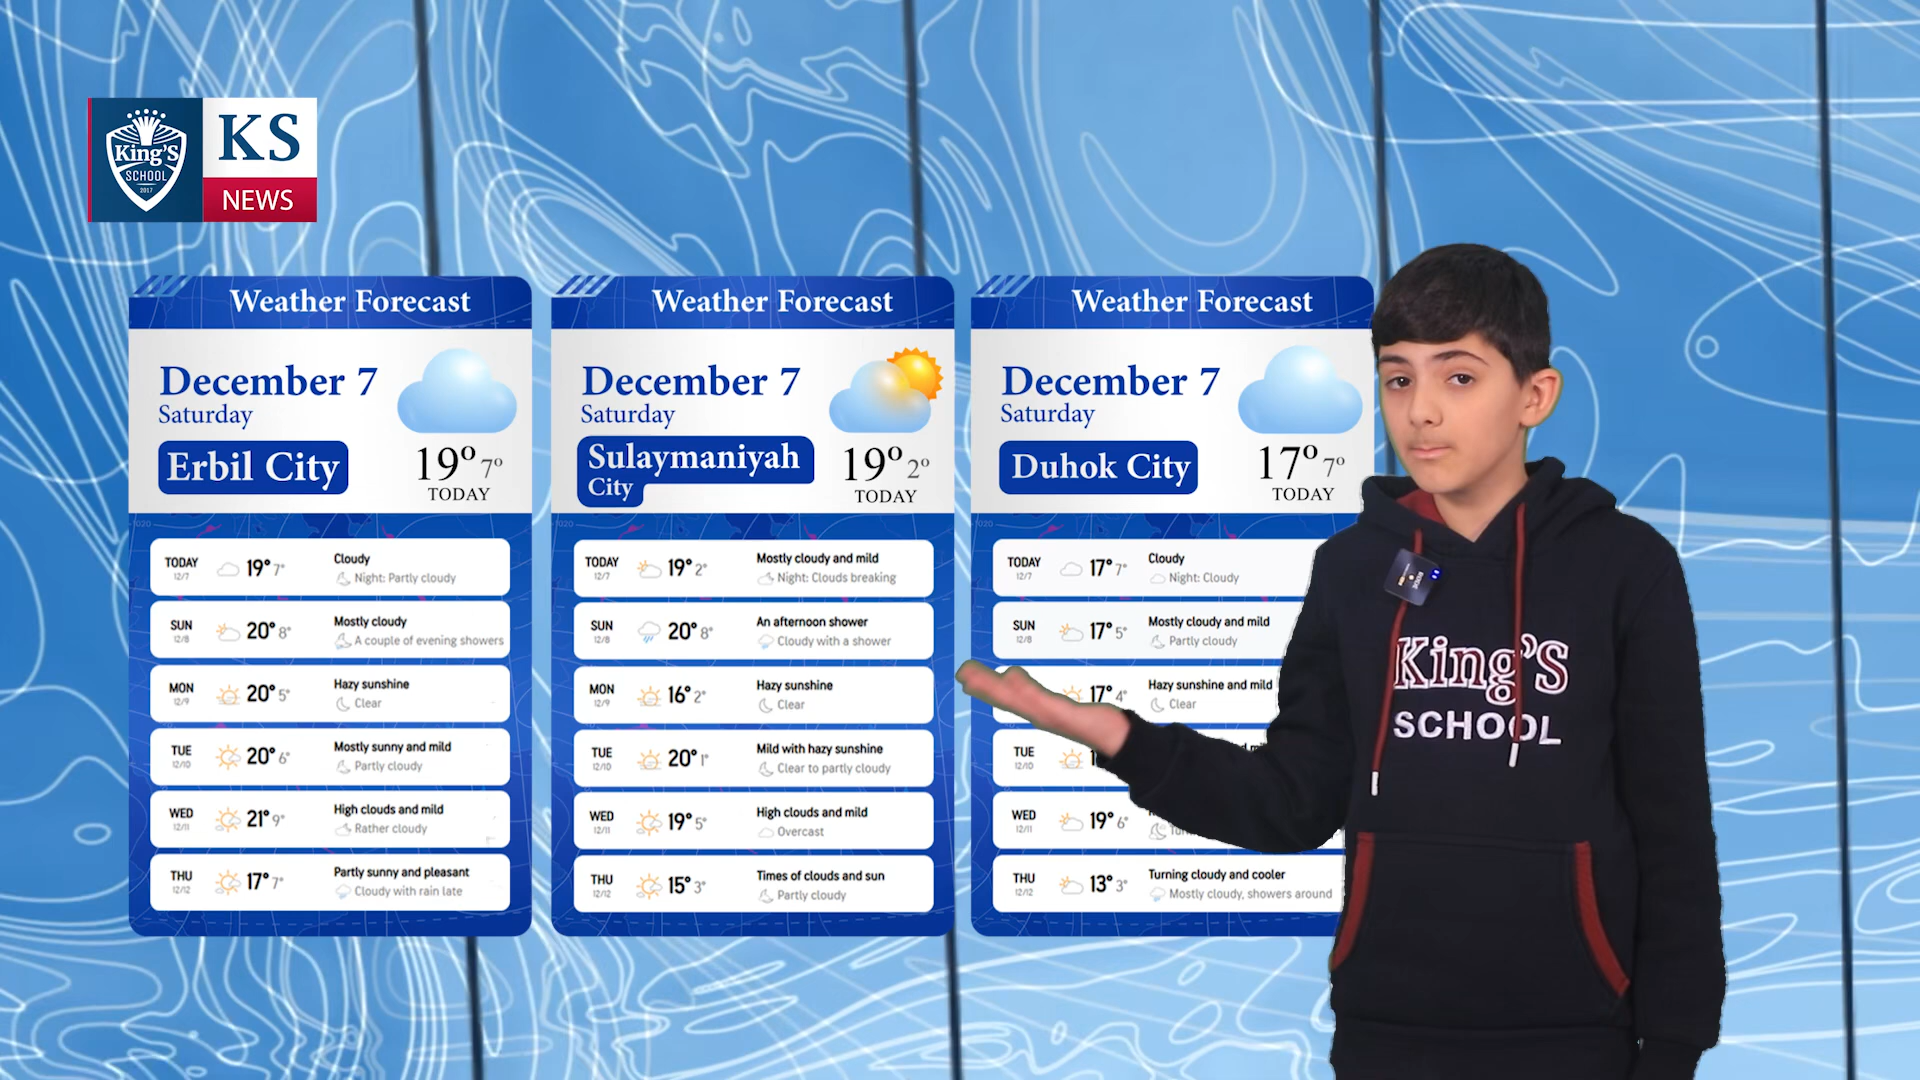 King'S
SCHOOL
2017
KS
NEWS
Weather Forecast
December 7
Saturday
Erbil City
19° 7°
TODAY
TODAY 12/7 19° 7° Cloudy
Night: Partly cloudy
SUN 12/8 20° 8° Mostly cloudy
A couple of evening showers
MON 12/9 20° 5° Hazy sunshine
Clear
TUE 12/10 20° 6° Mostly sunny and mild
Partly cloudy
WED 12/11 21° 9° High clouds and mild
Rather cloudy
THU 12/12 17° 7° Partly sunny and pleasant
Cloudy with rain late
Weather Forecast
December 7
Saturday
Sulaymaniyah
City
19° 2°
TODAY
TODAY 12/7 19° 2° Mostly cloudy and mild
Night: Clouds breaking
SUN 12/8 20° 8° An afternoon shower
Cloudy with a shower
MON 12/9 16° 2° Hazy sunshine
Clear
TUE 12/10 20° 1° Mild with hazy sunshine
Clear to partly cloudy
WED 12/11 19° 5° High clouds and mild
Overcast
THU 12/12 15° 3° Times of clouds and sun
Partly cloudy
Weather Forecast
December 7
Saturday
Duhok City
17° 7°
TODAY
TODAY 12/7 17° 7° Cloudy
Night: Cloudy
SUN 12/8 17° 5° Mostly cloudy and mild
Partly cloudy
17° 4° Hazy sunshine and mild
Clear
TUE 12/10
WED 12/11 19° 6°
THU 12/12 13° 3° Turning cloudy and cooler
Mostly cloudy, showers around
King'S
SCHOOL